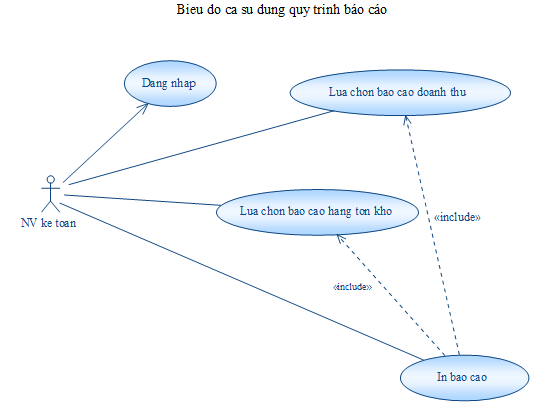 Bieu do ca su dung quy trinh báo cáo
Dang nhap
Lua chon bao cao doanh thu
NV ke toan
Lua chon bao cao hang ton kho
«include»
«include»
In bao cao